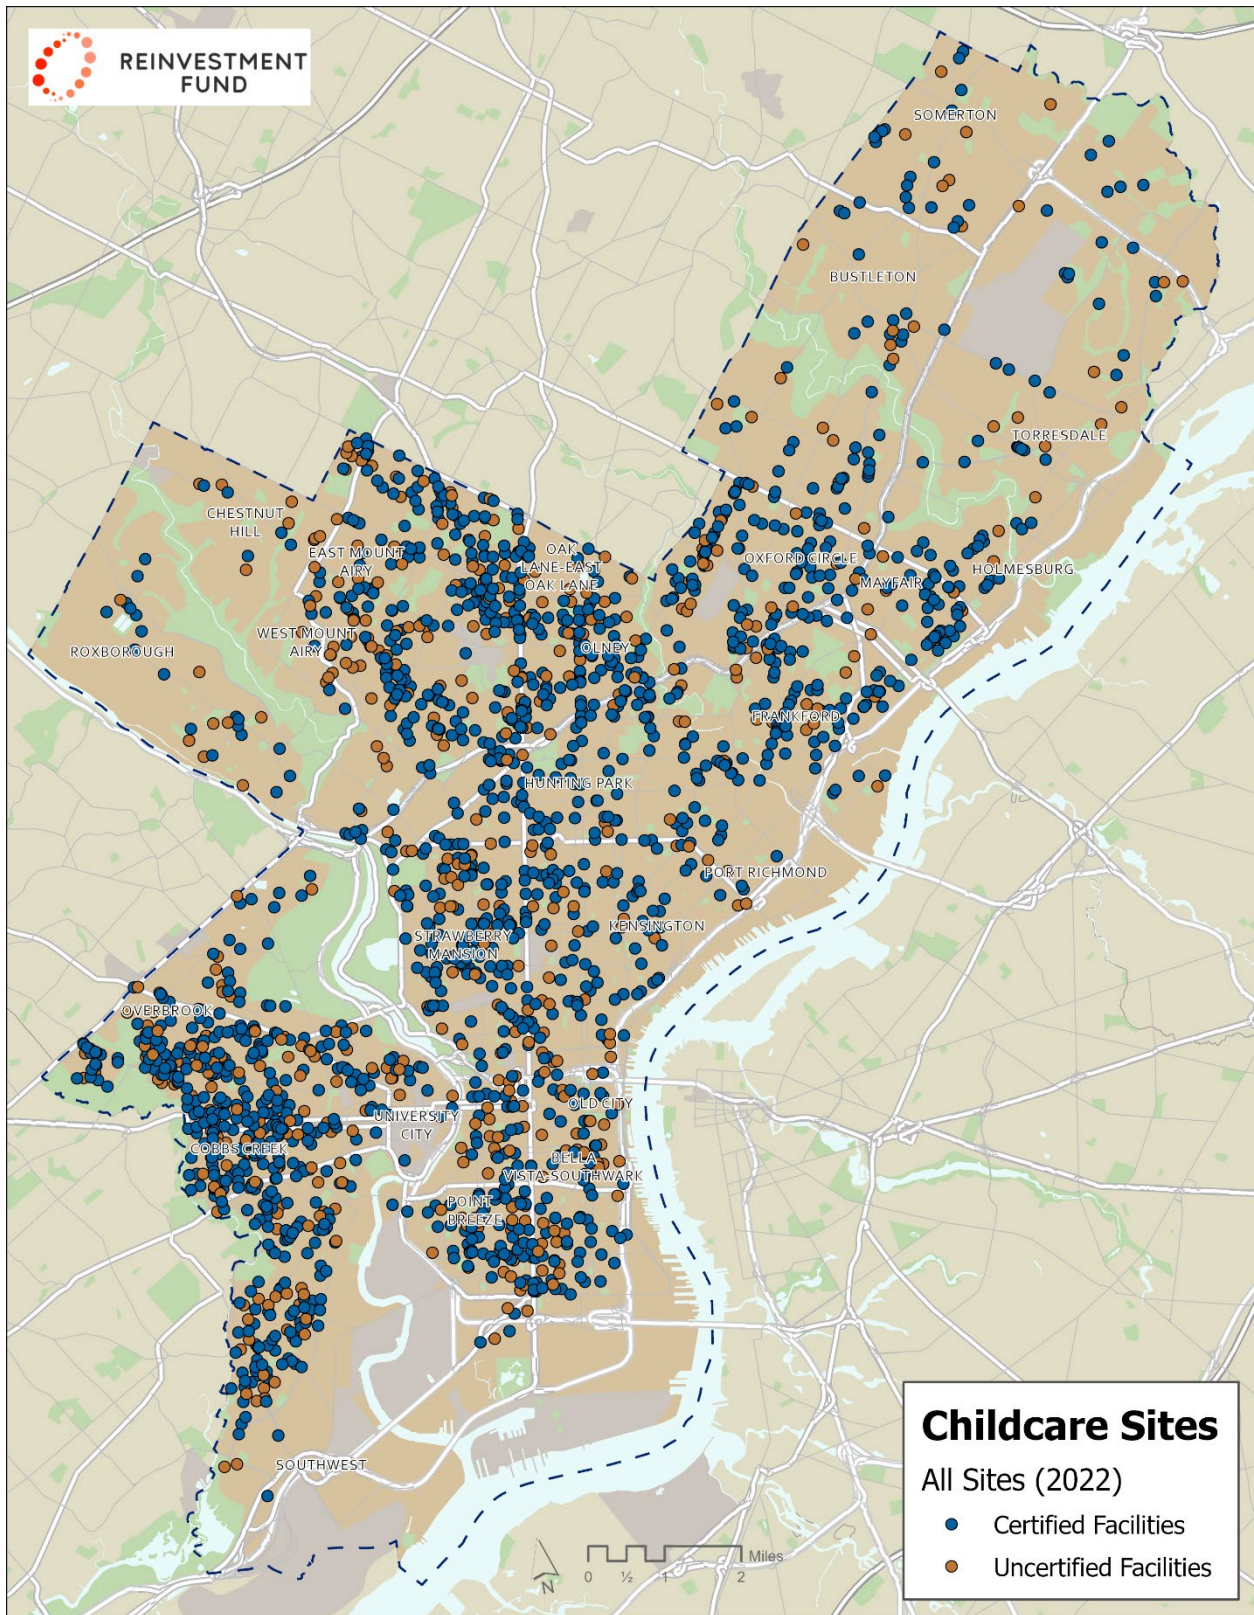 REINVESTMENT
FUND
SOMERTON
BUSTLETON
TORRESDALE
CHESTNUT
HILL
EAST MOUNT
AIRY
OAK
LANE-EAST
OAK LANE
OXFORD CIRCLE
MAYFAIR
HOLMESBURG
WEST MOUNT
AIRY
ROXBOROUGH
OLNEY
FRANKFORD
HUNTING PARK
PORT RICHMOND
KENSINGTON
STRAWBERRY
MANSION
OVERBROOK
UNIVERSITY
CITY
OLD CITY
COBBS CREEK
BELLA
VISTA-SOUTHWARK
POINT
BREEZE
SOUTHWEST
N
Miles
0 ½ 1 2
Childcare Sites
All Sites (2022)
Certified Facilities
Uncertified Facilities